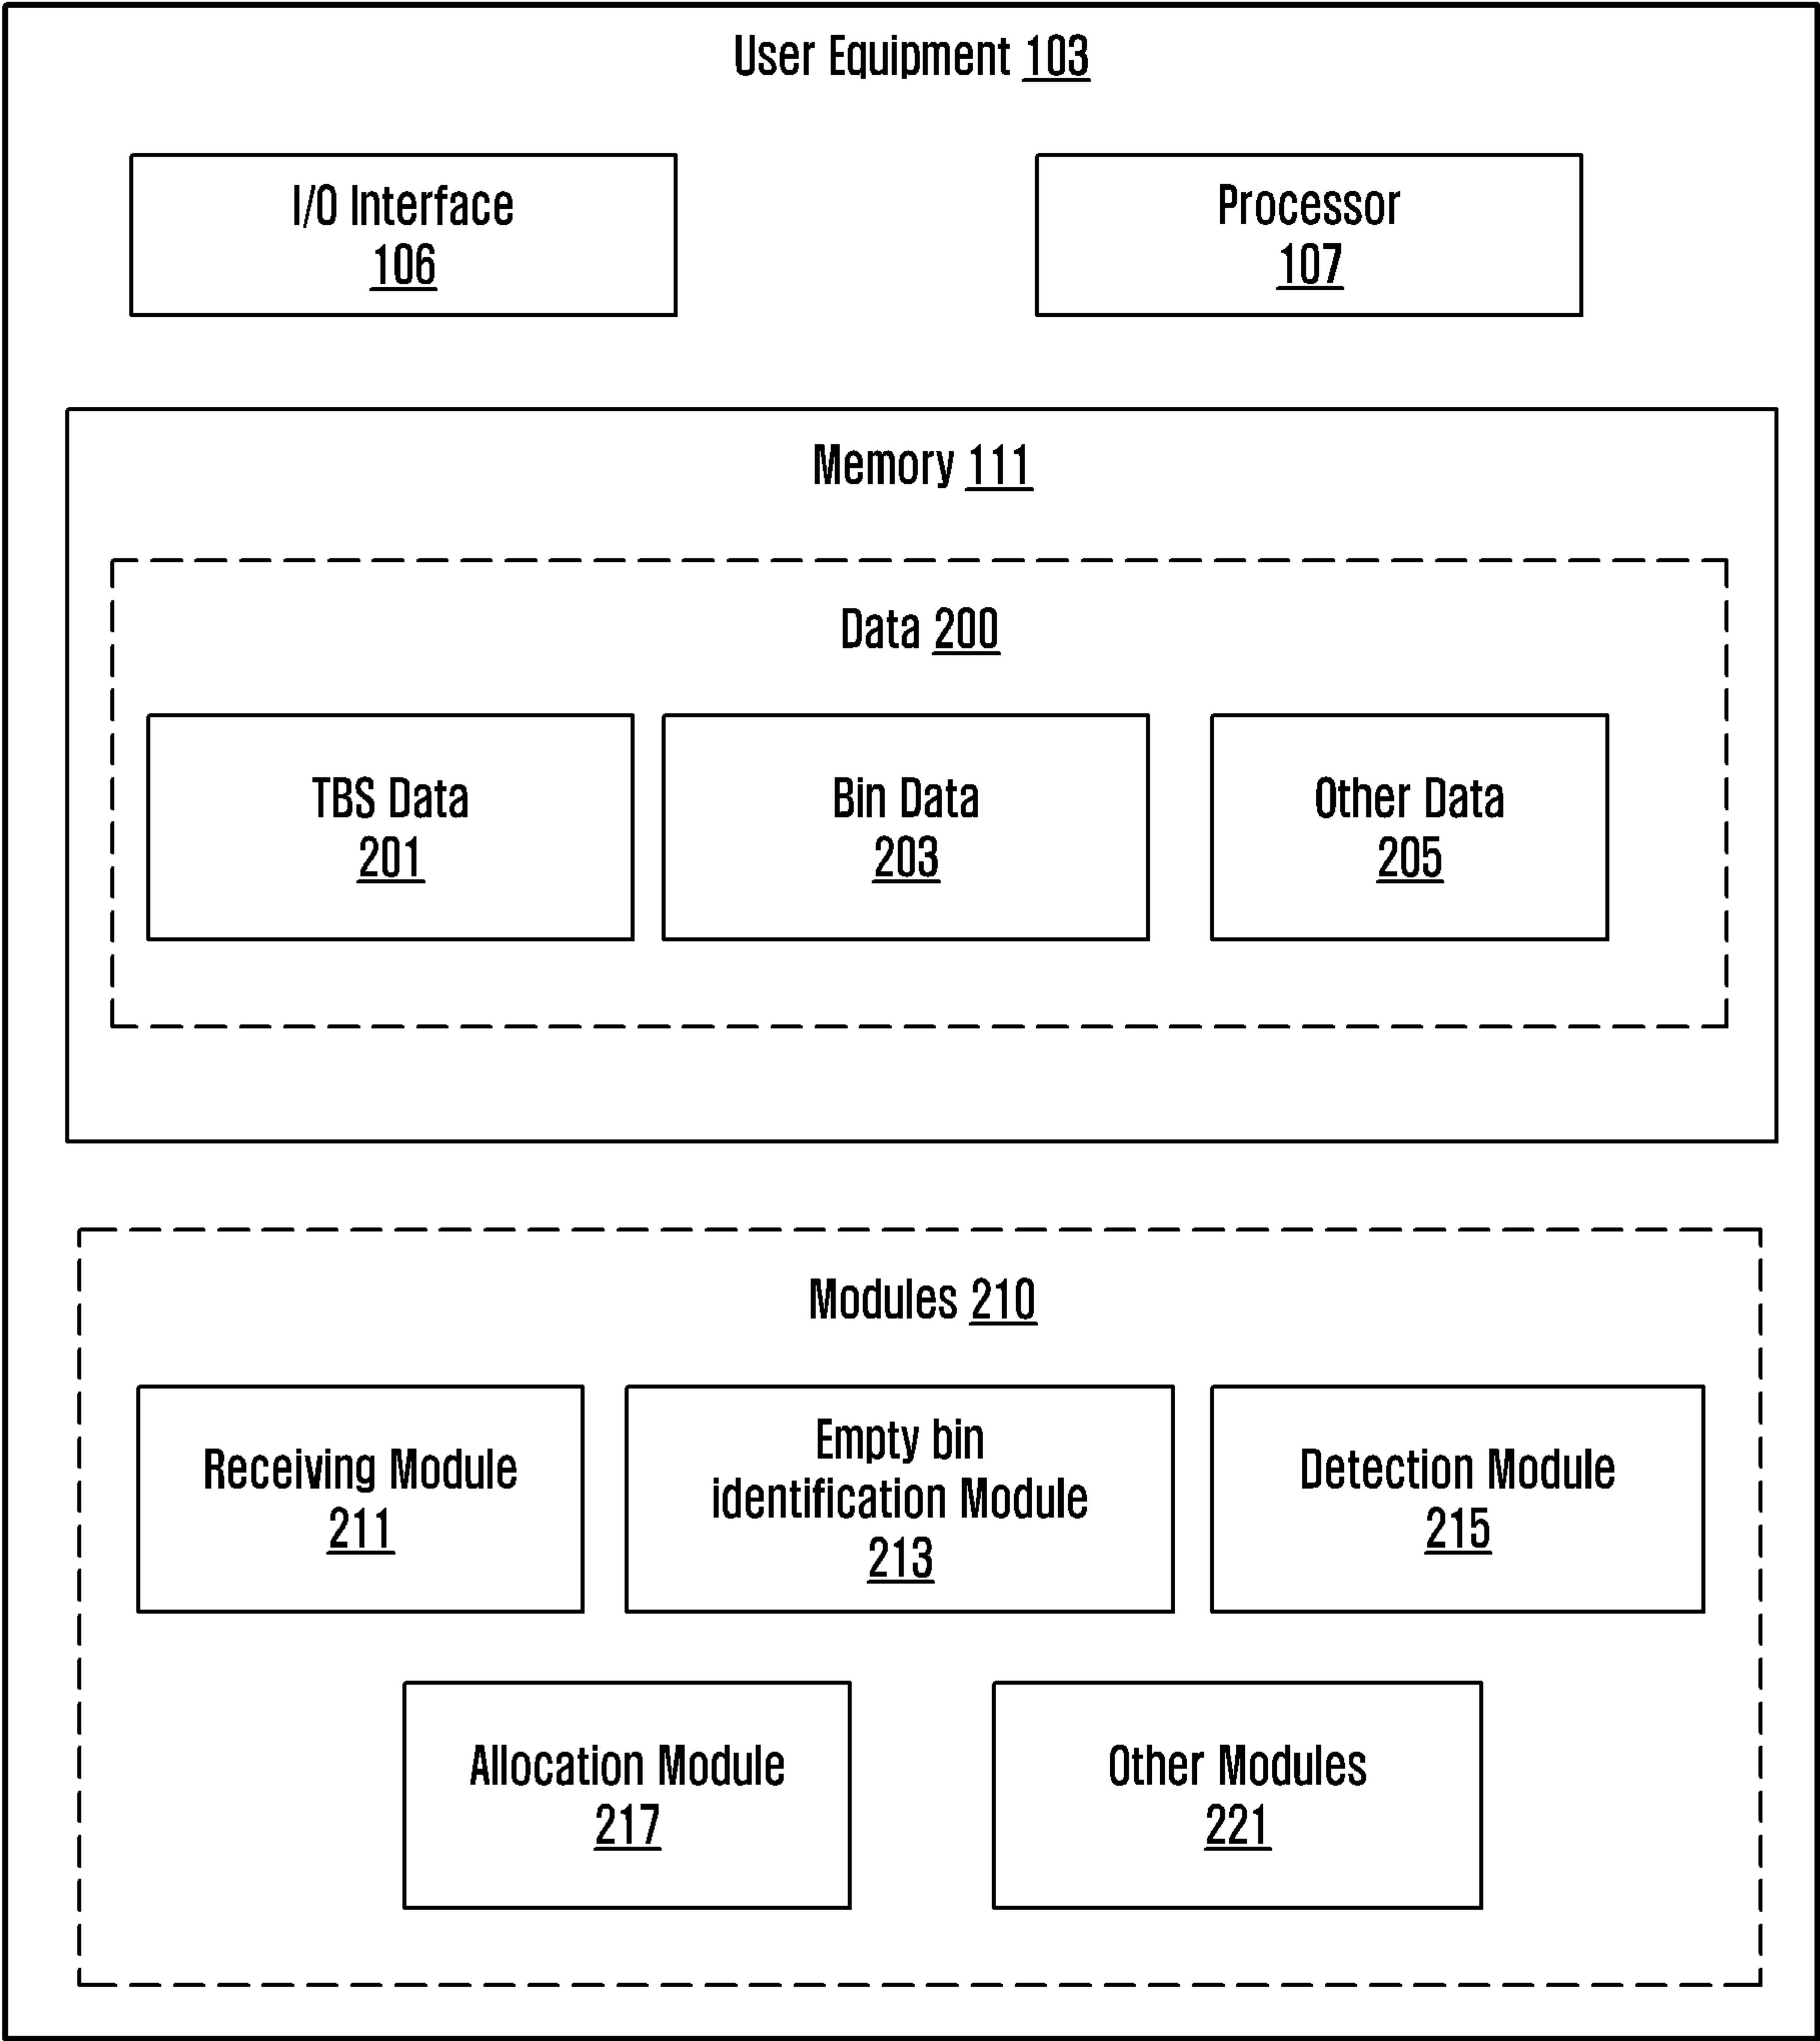 User Equipment 103
I/O Interface
106
Processor
107
Memory 111
Data 200
TBS Data
201
Bin Data
203
Other Data
205
Modules 210
Receiving Module
211
Empty bin
identification Module
213
Detection Module
215
Allocation Module
217
Other Modules
221